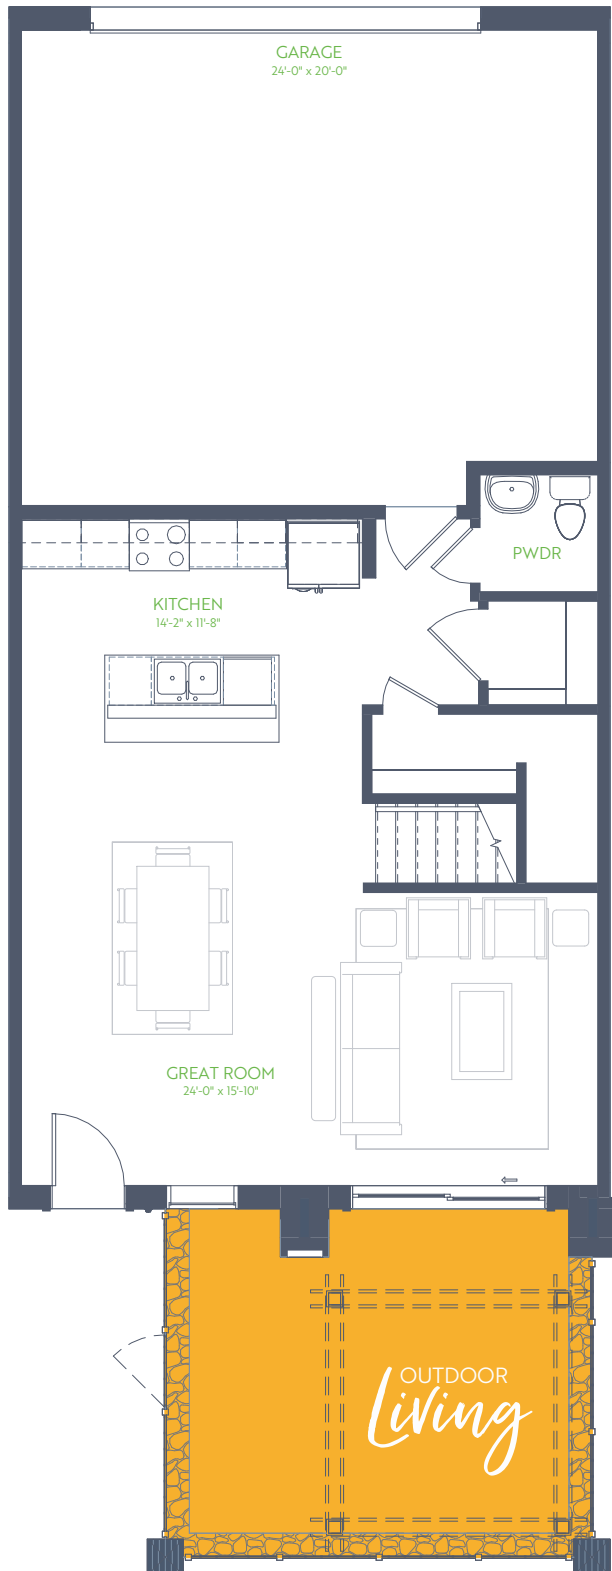 GARAGE
24'-0" x 20'-0"
PWDR
KITCHEN
14'-2" x 11'-8"
GREAT ROOM
24'-0" x 15'-10"
OUTDOOR
Living